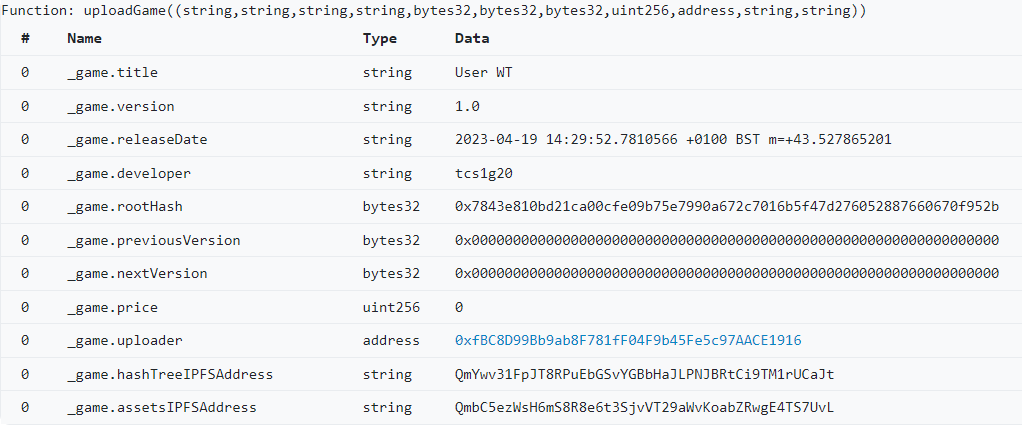 Function: uploadGame((string,string,string,string,bytes32,bytes32,bytes32,uint256,address,string,string))
# Name Type Data
0 _game.title string User WT
0 _game.version string 1.0
0 _game.releaseDate string 2023-04-19 14:29:52.7810566 +0100 BST m=+43.527865201
0 _game.developer string tcs1g20
0 _game.rootHash bytes32 0x7843e810bd21ca00cfe09b75e7990a672c7016b5f47d276052887660670f952b
0 _game.previousVersion bytes32 0x0000000000000000000000000000000000000000000000000000000000000000
0 _game.nextVersion bytes32 0x0000000000000000000000000000000000000000000000000000000000000000
0 _game.price uint256 0
0 _game.uploader address 0xfBC8D99Bb9ab8F781fF04F9b45Fe5c97AACE1916
0 _game.hashTreeIPFSAddress string QmYwv31FpJT8RPuEbGSvYGBbHaJLPNJBRtCi9TM1rUCaJt
0 _game.assetsIPFSAddress string QmbC5ezWsH6mS8R8e6t3SjvVT29aWvKoabZRwgE4TS7UvL